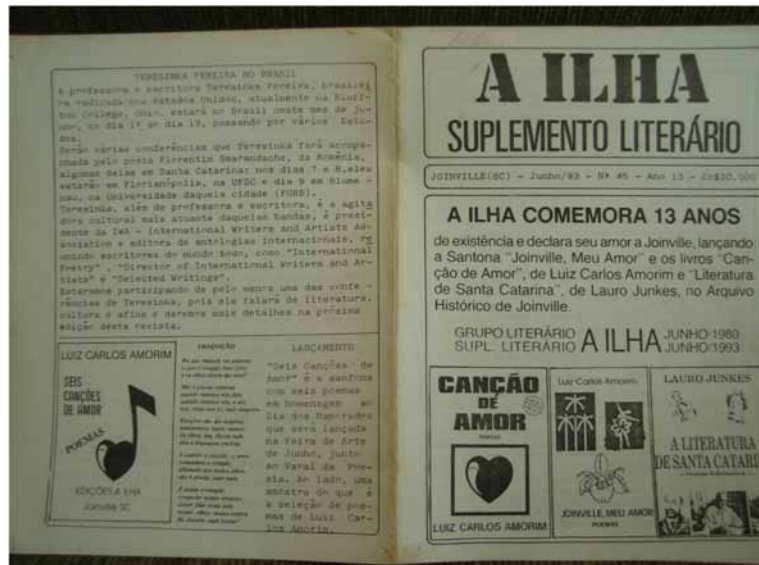 TERESINKA PEREIRA NO BRASIL
A professora e escritora Teresinka Pereira, brasilei
ra radicada nos Estados Unidos, atualmente na Bluff-
ton College, Ohio, estará no Brasil neste mes de ju-
nho, do dia 1º ao dia 19, passando por vários Esta-
dos.
Serão várias conferências que Teresinka fará acompa-
nhada pelo poeta Florentin Smarandache, da Romênia,
algumas delas em Santa Catarina: nos dias 7 e 8, eles
estarão em Florianópolis, na UFSC e dia 9 em Blume -
nau, na Universidade daquela cidade (FURB).
Teresinka, além de professora e escritora, é a agita
dora cultural mais atuante daquelas bandas, é presi-
dente da IWA - International Writers and Artists As-
sociation e editora de antologias internacionais, re
unindo escritores do mundo todo, como "International
Poetry", "Director of International Writers and Ar-
tists" e "Selected Writings".
Estaremos participando de pelo menos uma das confe -
rências de Teresinka, pois ela falará de literatura,
cultura e afins e daremos mais detalhes na próxima
edição desta revista.
LUIZ CARLOS AMORIM
SEIS
CANÇÕES
DE AMOR
POEMAS
EDIÇÕES A ILHA
Joinville SC
TRADUÇÃO
LANÇAMENTO
"Seis Canções de
Amor" é a sanfona
com seis poemas
em homenagem ao
Dia dos Namorados
que será lançada
na Feira de Arte
de Junho, junto
ao Varal da Poe-
sia. Ao lado, uma
amostra do que é
a seleção de poe-
mas de Luiz Car-
los Amorim.
A ILHA
SUPLEMENTO LITERÁRIO
JOINVILLE(SC) - Junho/93 - Nº 45 - Ano 13 - Cr$20.000
A ILHA COMEMORA 13 ANOS
de existência e declara seu amor a Joinville, lançando
a Santona "Joinville, Meu Amor" e os livros "Can-
ção de Amor", de Luiz Carlos Amorim e "Literatura
de Santa Catarina", de Lauro Junkes, no Arquivo
Histórico de Joinville.
GRUPO LITERÁRIO A ILHA JUNHO/1980
SUPL. LITERÁRIO JUNHO/1993
CANÇÃO
DE
AMOR
POEMAS
LUIZ CARLOS AMORIM
Luiz Carlos Amorim
JOINVILLE, MEU AMOR
POEMAS
LAURO JUNKES
A LITERATURA
DE SANTA CATARI